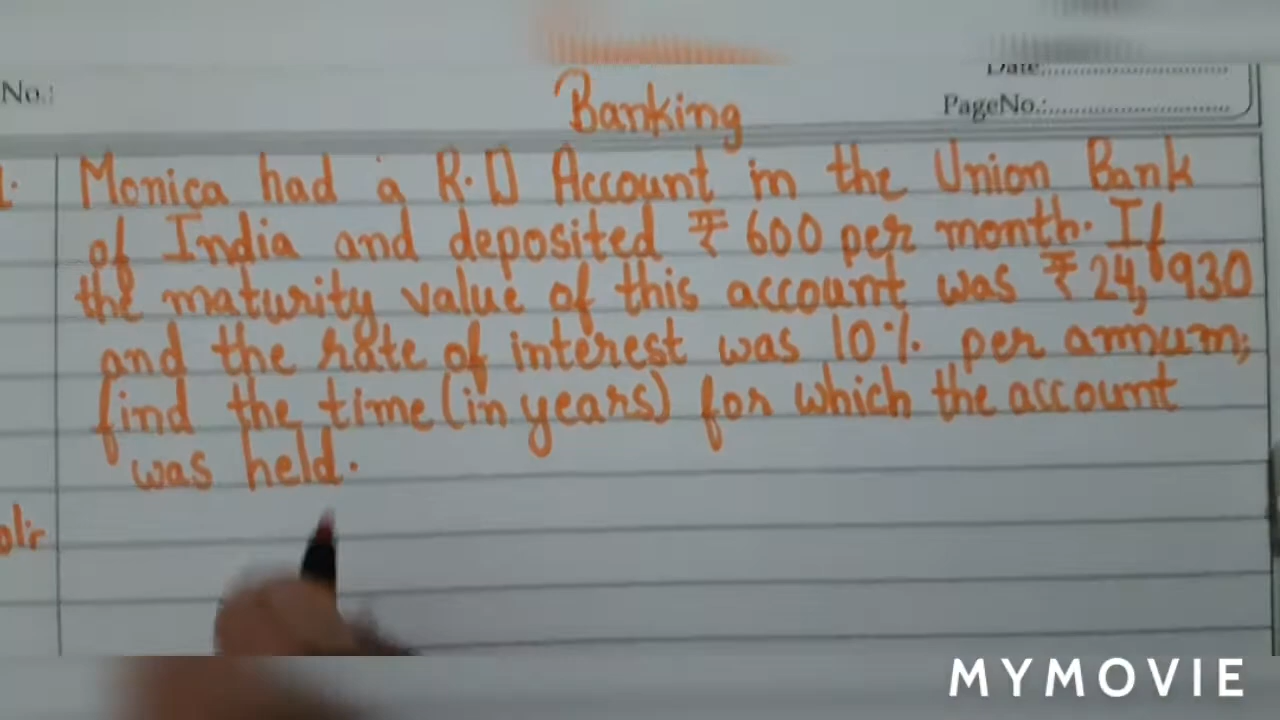 Date:
No.:
PageNo.:
Banking
1. Monica had a R.D Account in the Union Bank
of India and deposited ₹ 600 per month. If
the maturity value of this account was ₹ 24,930
and the rate of interest was 10% per annum;
find the time (in years) for which the account
was held.
MYMOVIE